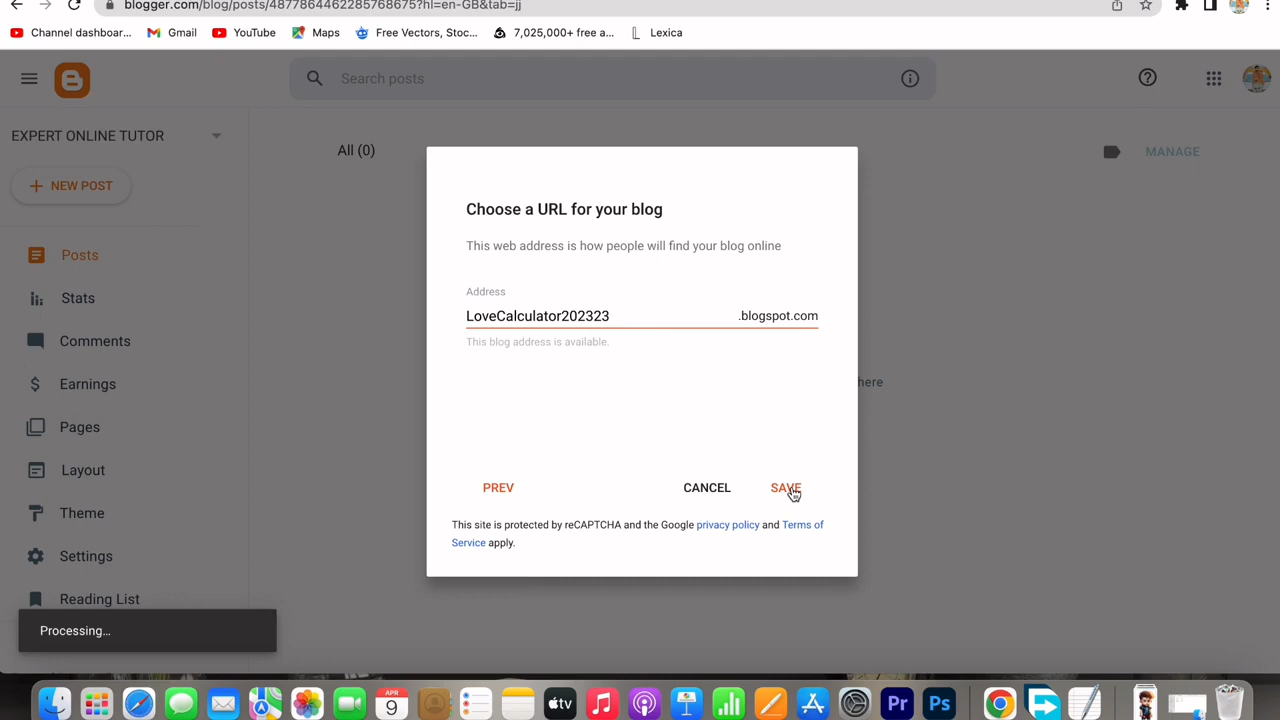 blogger.com/blog/posts/4877864462285768675?hl=en-GB&tab=jj
Channel dashboar...
Gmail
YouTube
Maps
Free Vectors, Stoc...
7,025,000+ free a...
Lexica
Search posts
EXPERT ONLINE TUTOR
All (0)
MANAGE
NEW POST
Posts
Stats
Comments
Earnings
Pages
Layout
Theme
Settings
Reading List
Choose a URL for your blog
This web address is how people will find your blog online
Address
LoveCalculator202323
.blogspot.com
This blog address is available.
here
PREV
CANCEL
SAVE
This site is protected by reCAPTCHA and the Google privacy policy and Terms of
Service apply.
Processing...
APR
9
tv
Pr
Ps